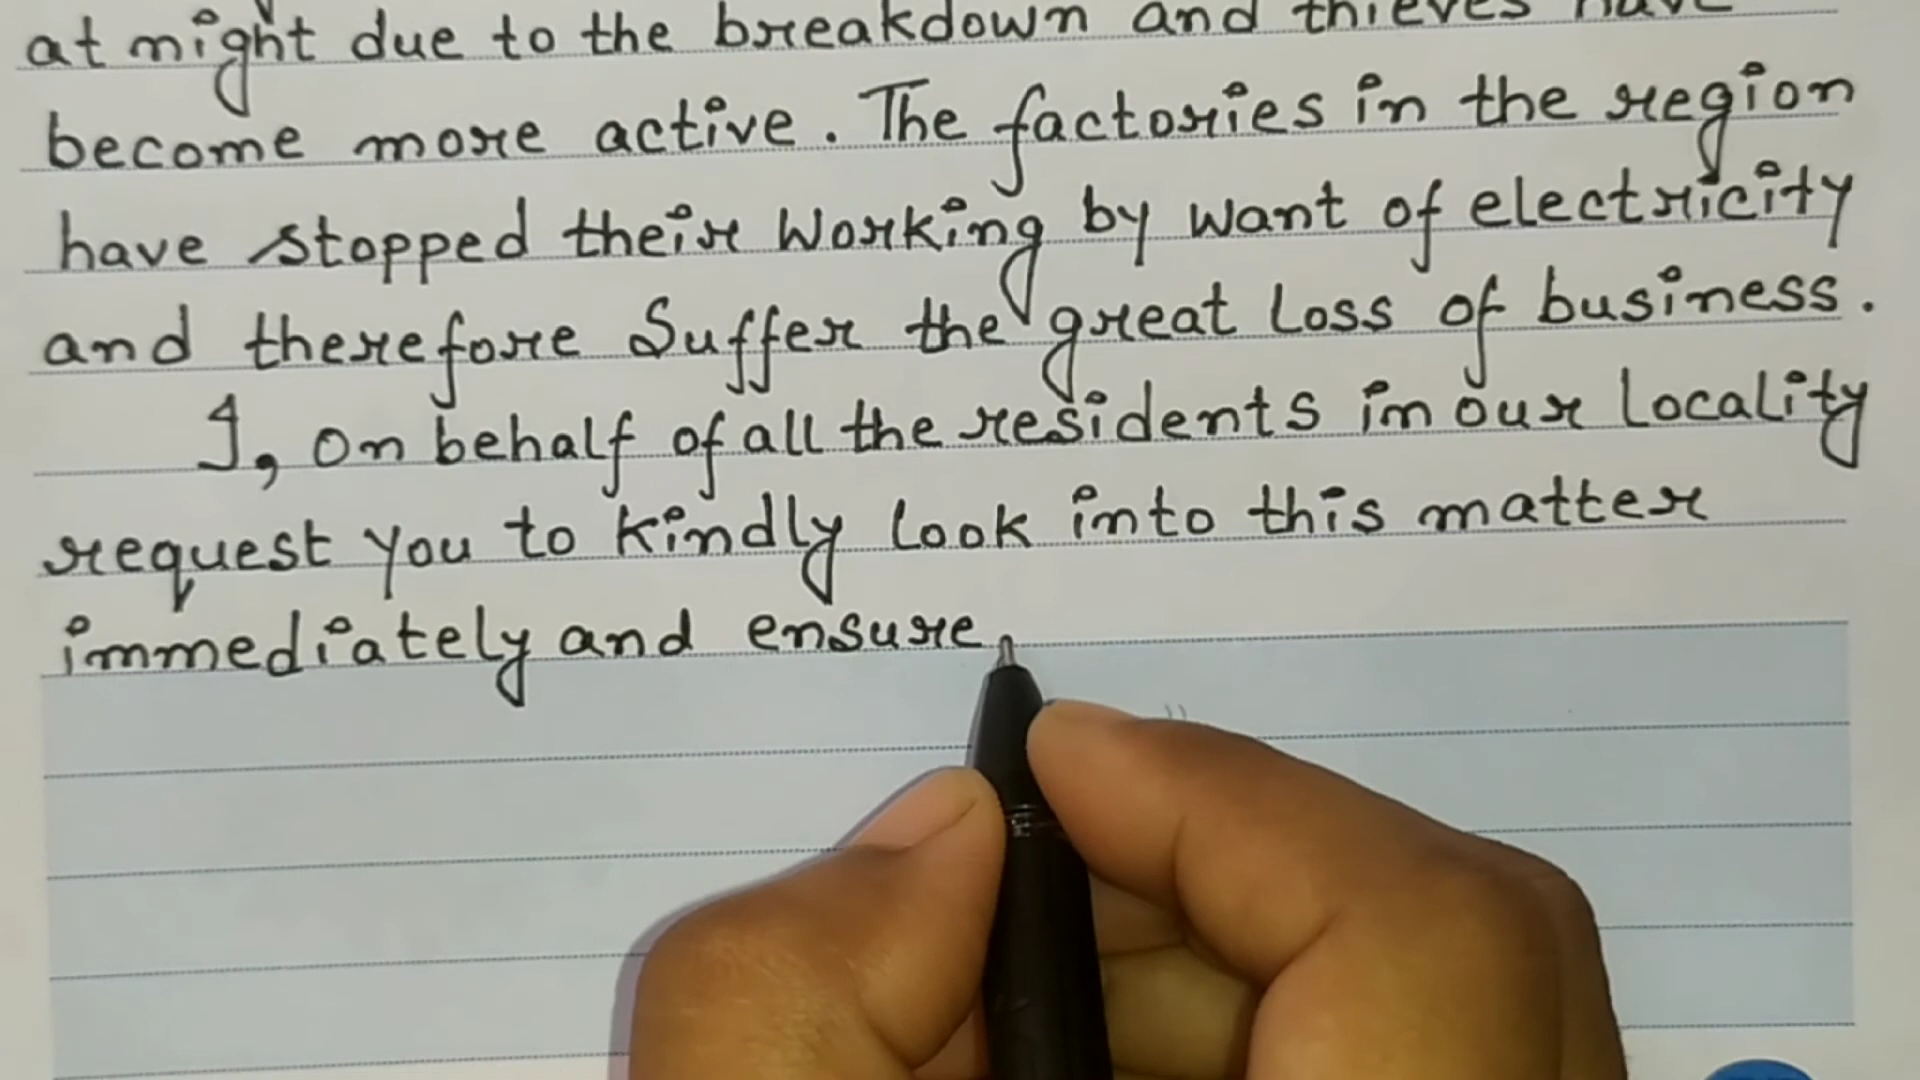 at night due to the breakdown and thieves have
become more active. The factories in the region
have stopped their working by want of electricity
and therefore Suffer the great loss of business.
I, on behalf of all the residents in our locality
request you to kindly look into this matter
immediately and ensure